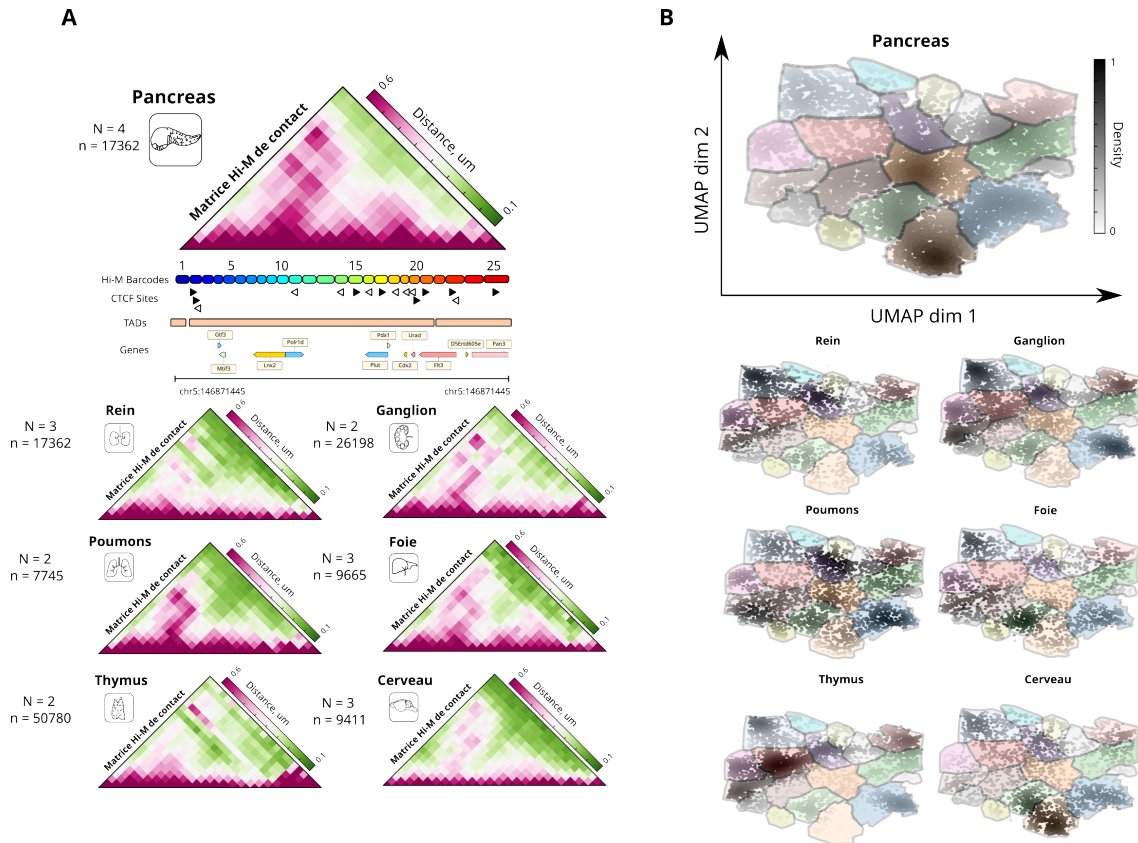 A
Pancreas
N = 4
n = 17362
Matrice Hi-M de contact
0.6
Distance, um
0.1
1 5 10 15 20 25
Hi-M Barcodes
CTCF Sites
TADs
Genes
Gtf3
Polr1d
Pdx1
Urad
D5Ertd605e
Pan3
Mtif3
Lnx2
Plut
Cdx2
Flt3
chr5:146871445
chr5:146871445
Rein
N = 3
n = 17362
Matrice Hi-M de contact
0.6
Distance, um
0.1
Ganglion
N = 2
n = 26198
Matrice Hi-M de contact
0.6
Distance, um
0.1
Poumons
N = 2
n = 7745
Matrice Hi-M de contact
0.6
Distance, um
0.1
Foie
N = 3
n = 9665
Matrice Hi-M de contact
0.6
Distance, um
0.1
Thymus
N = 2
n = 50780
Matrice Hi-M de contact
0.6
Distance, um
0.1
Cerveau
N = 3
n = 9411
Matrice Hi-M de contact
0.6
Distance, um
0.1
B
Pancreas
UMAP dim 2
UMAP dim 1
1
Density
0
Rein
Ganglion
Poumons
Foie
Thymus
Cerveau